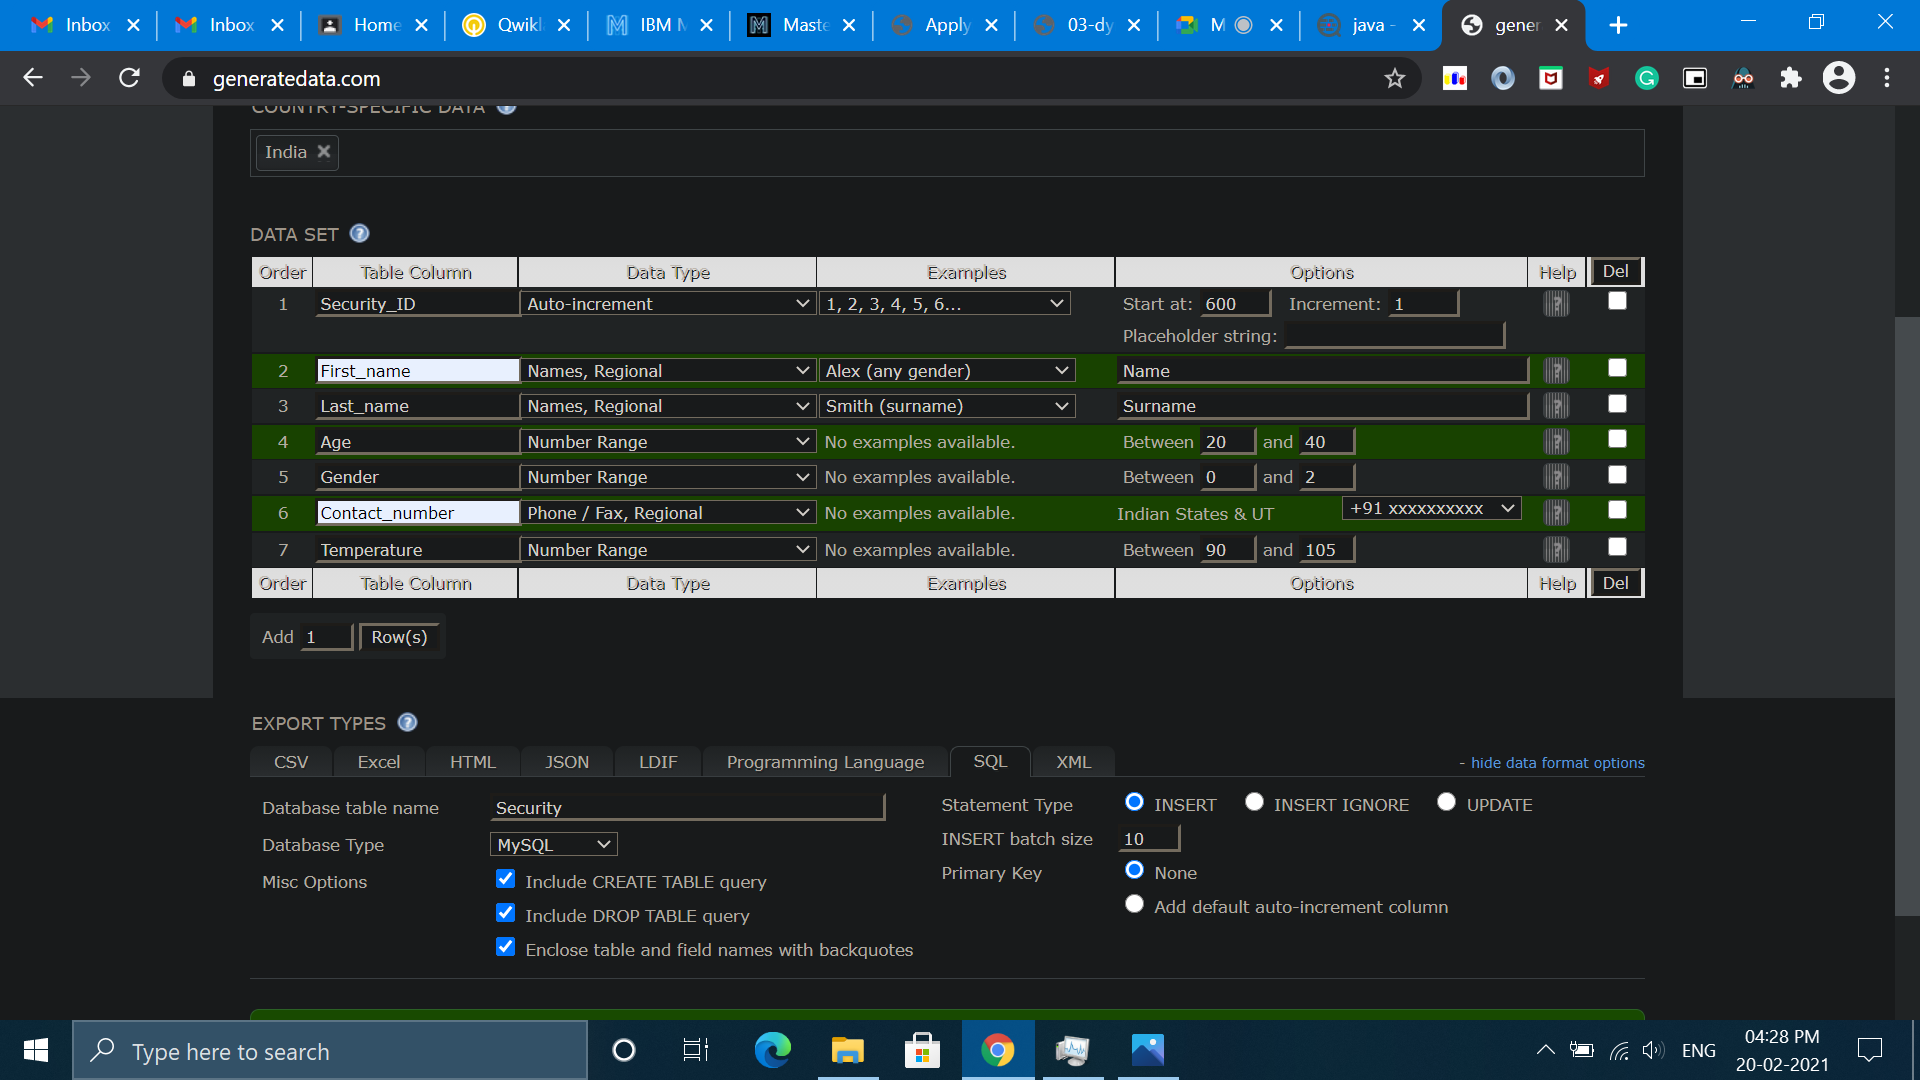 Inbox
Inbox
Home
Qwikl
IBM M
Maste
Apply
03-dy
M
java -
gener
generatedata.com
COUNTRY-SPECIFIC DATA ?
India
DATA SET ?
Order Table Column Data Type Examples Options Help Del
1 Security_ID Auto-increment 1, 2, 3, 4, 5, 6... Start at: 600 Increment: 1 ?
Placeholder string:
2 First_name Names, Regional Alex (any gender) Name ?
3 Last_name Names, Regional Smith (surname) Surname ?
4 Age Number Range No examples available. Between 20 and 40 ?
5 Gender Number Range No examples available. Between 0 and 2 ?
6 Contact_number Phone / Fax, Regional No examples available. Indian States & UT +91 xxxxxxxxxx ?
7 Temperature Number Range No examples available. Between 90 and 105 ?
Order Table Column Data Type Examples Options Help Del
Add 1 Row(s)
EXPORT TYPES ?
CSV Excel HTML JSON LDIF Programming Language SQL XML - hide data format options
Database table name Security Statement Type INSERT INSERT IGNORE UPDATE
Database Type MySQL INSERT batch size 10
Misc Options Include CREATE TABLE query Primary Key None
Include DROP TABLE query Add default auto-increment column
Enclose table and field names with backquotes
Type here to search
ENG
04:28 PM
20-02-2021